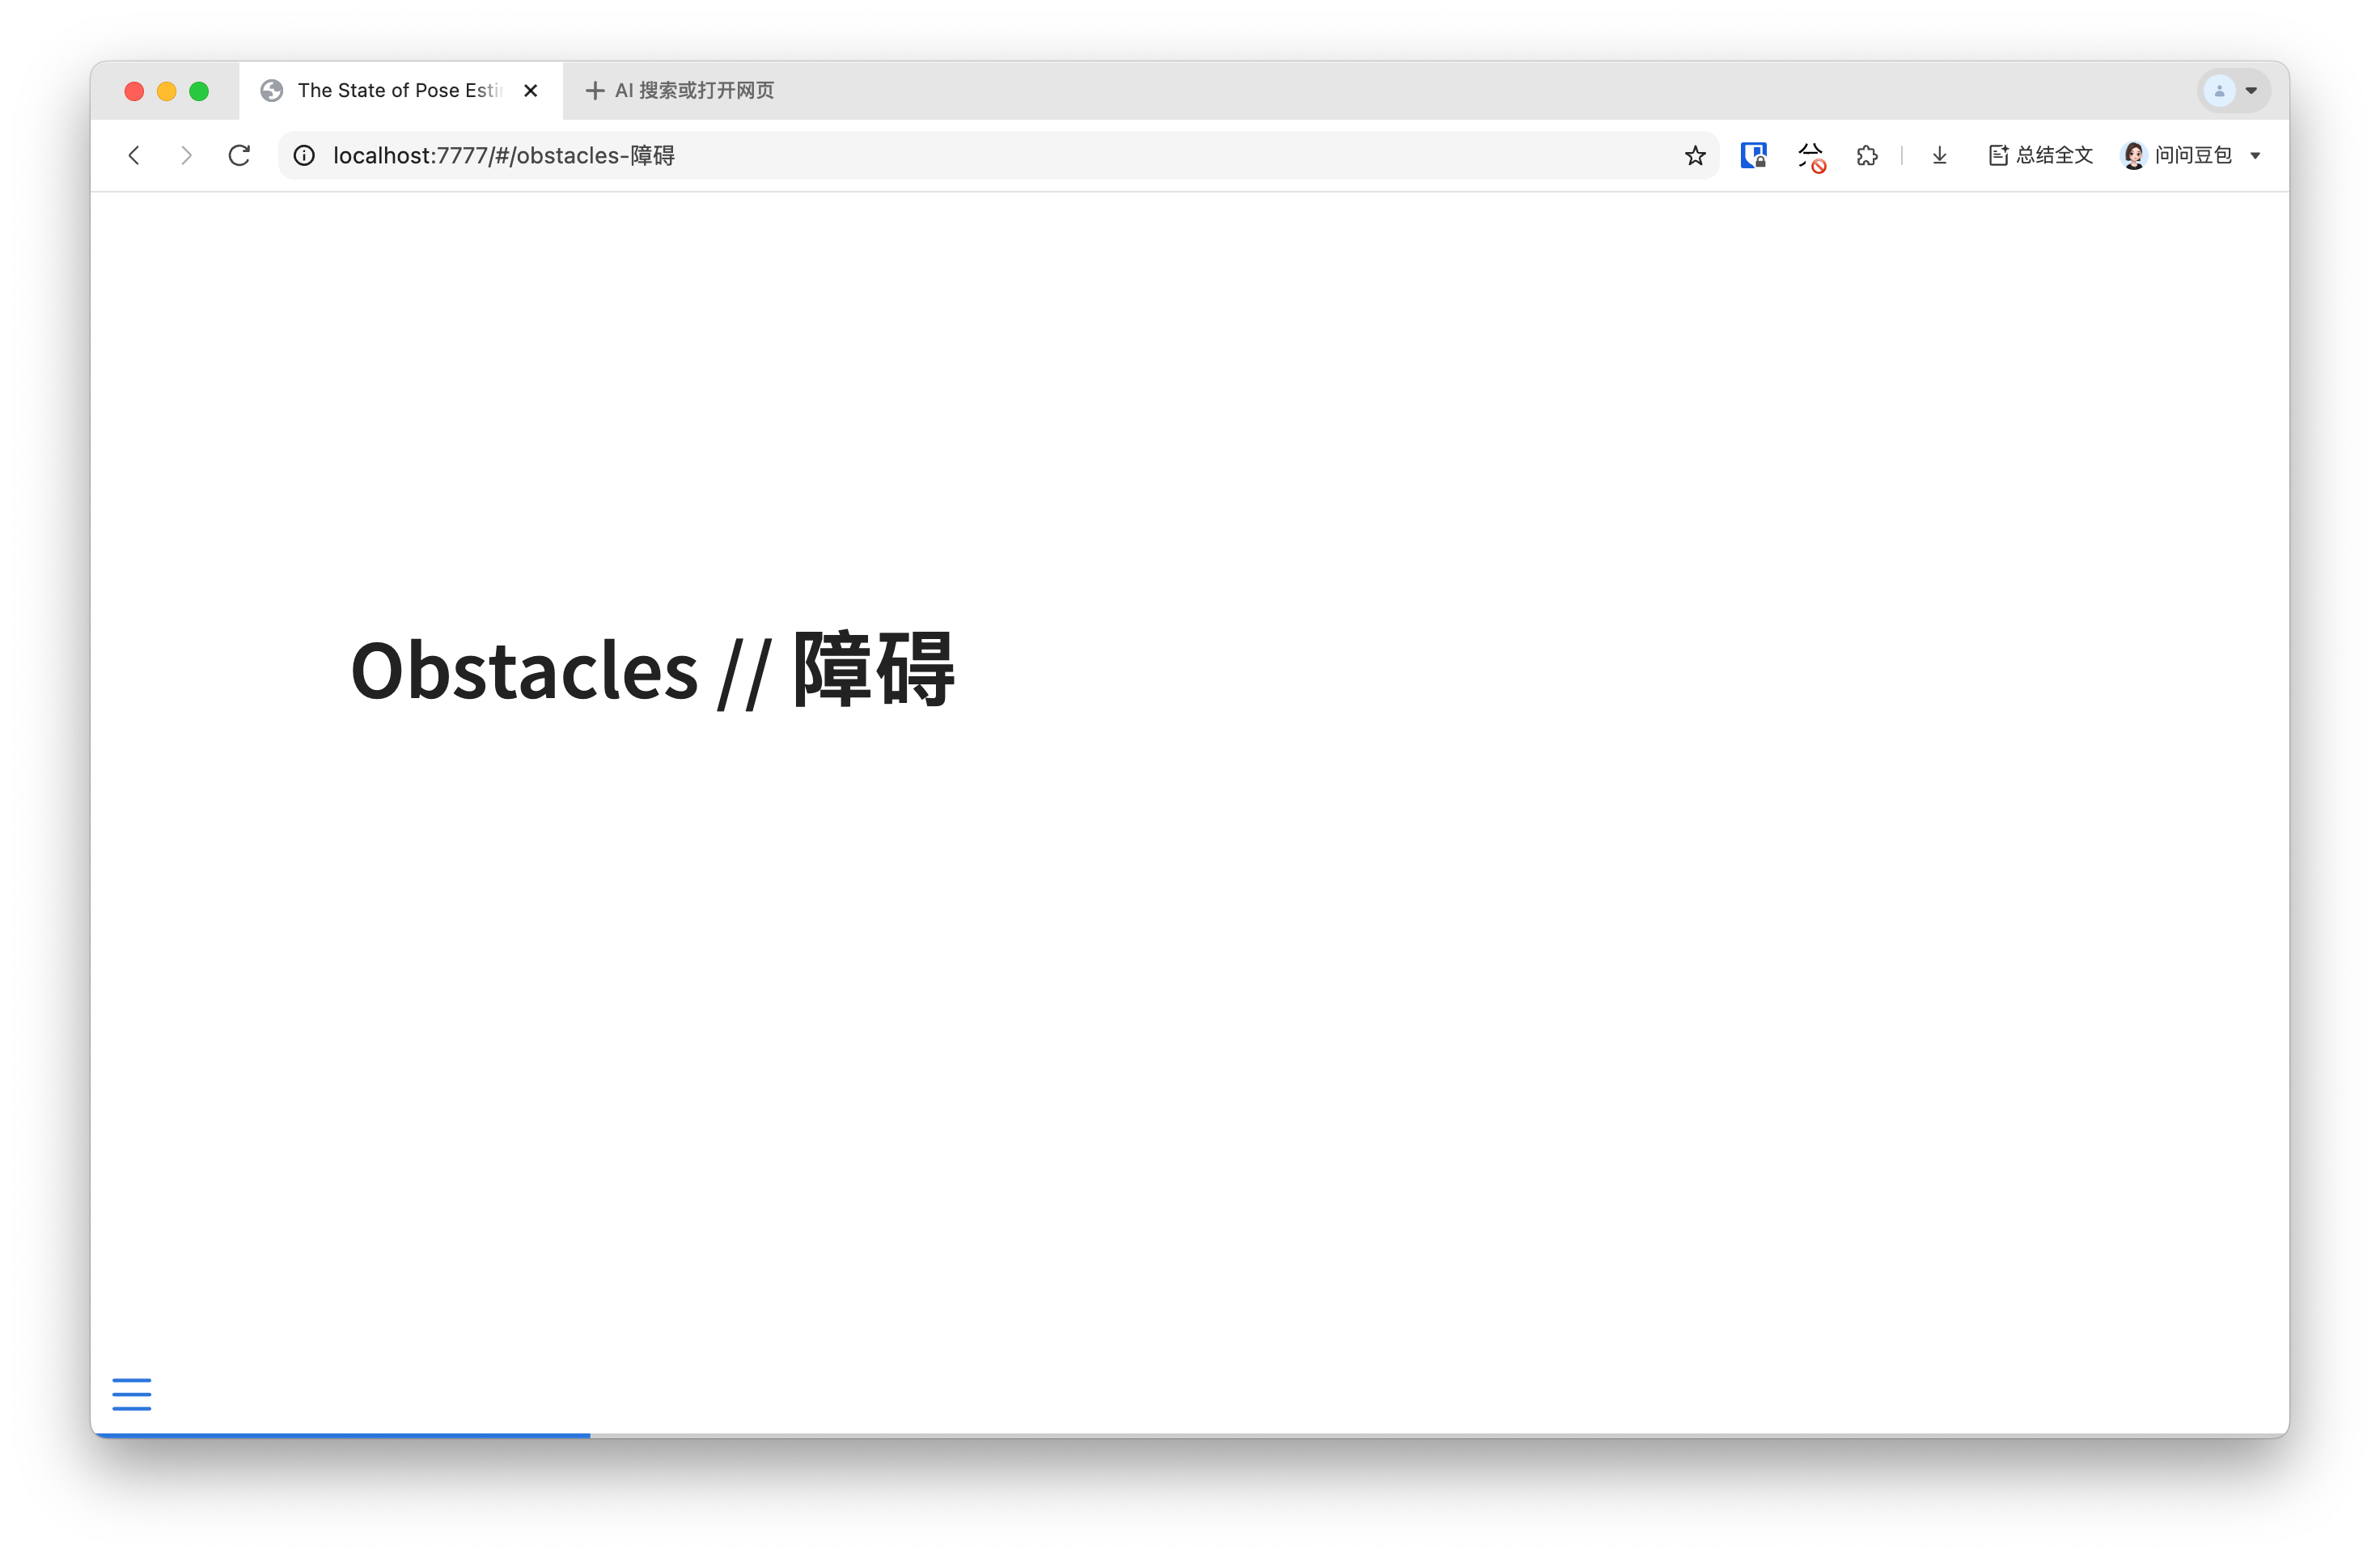 The State of Pose Esti
AI 搜索或打开网页
localhost:7777/#/obstacles-障碍
总结全文
问问豆包
Obstacles // 障碍